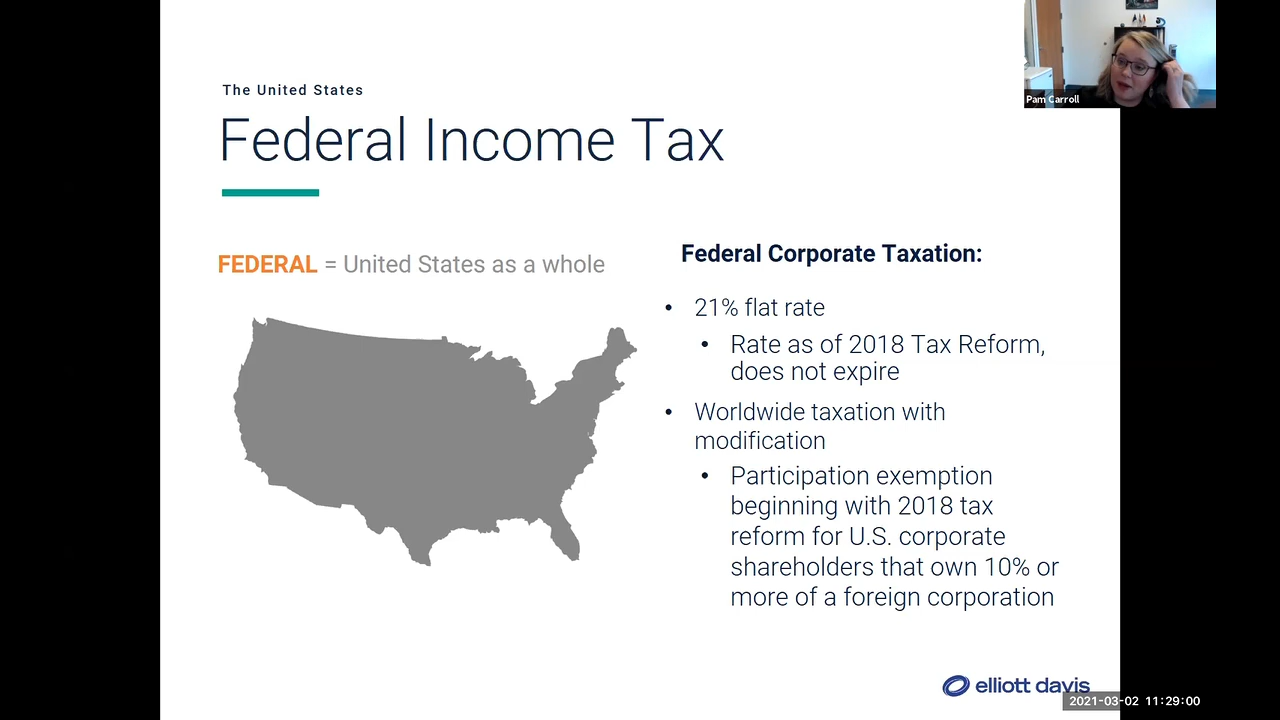 The United States
Federal Income Tax
FEDERAL = United States as a whole
Federal Corporate Taxation:
• 21% flat rate
• Rate as of 2018 Tax Reform,
does not expire
• Worldwide taxation with
modification
• Participation exemption
beginning with 2018 tax
reform for U.S. corporate
shareholders that own 10% or
more of a foreign corporation
elliott davis
Pam Carroll
2021-03-02 11:29:00